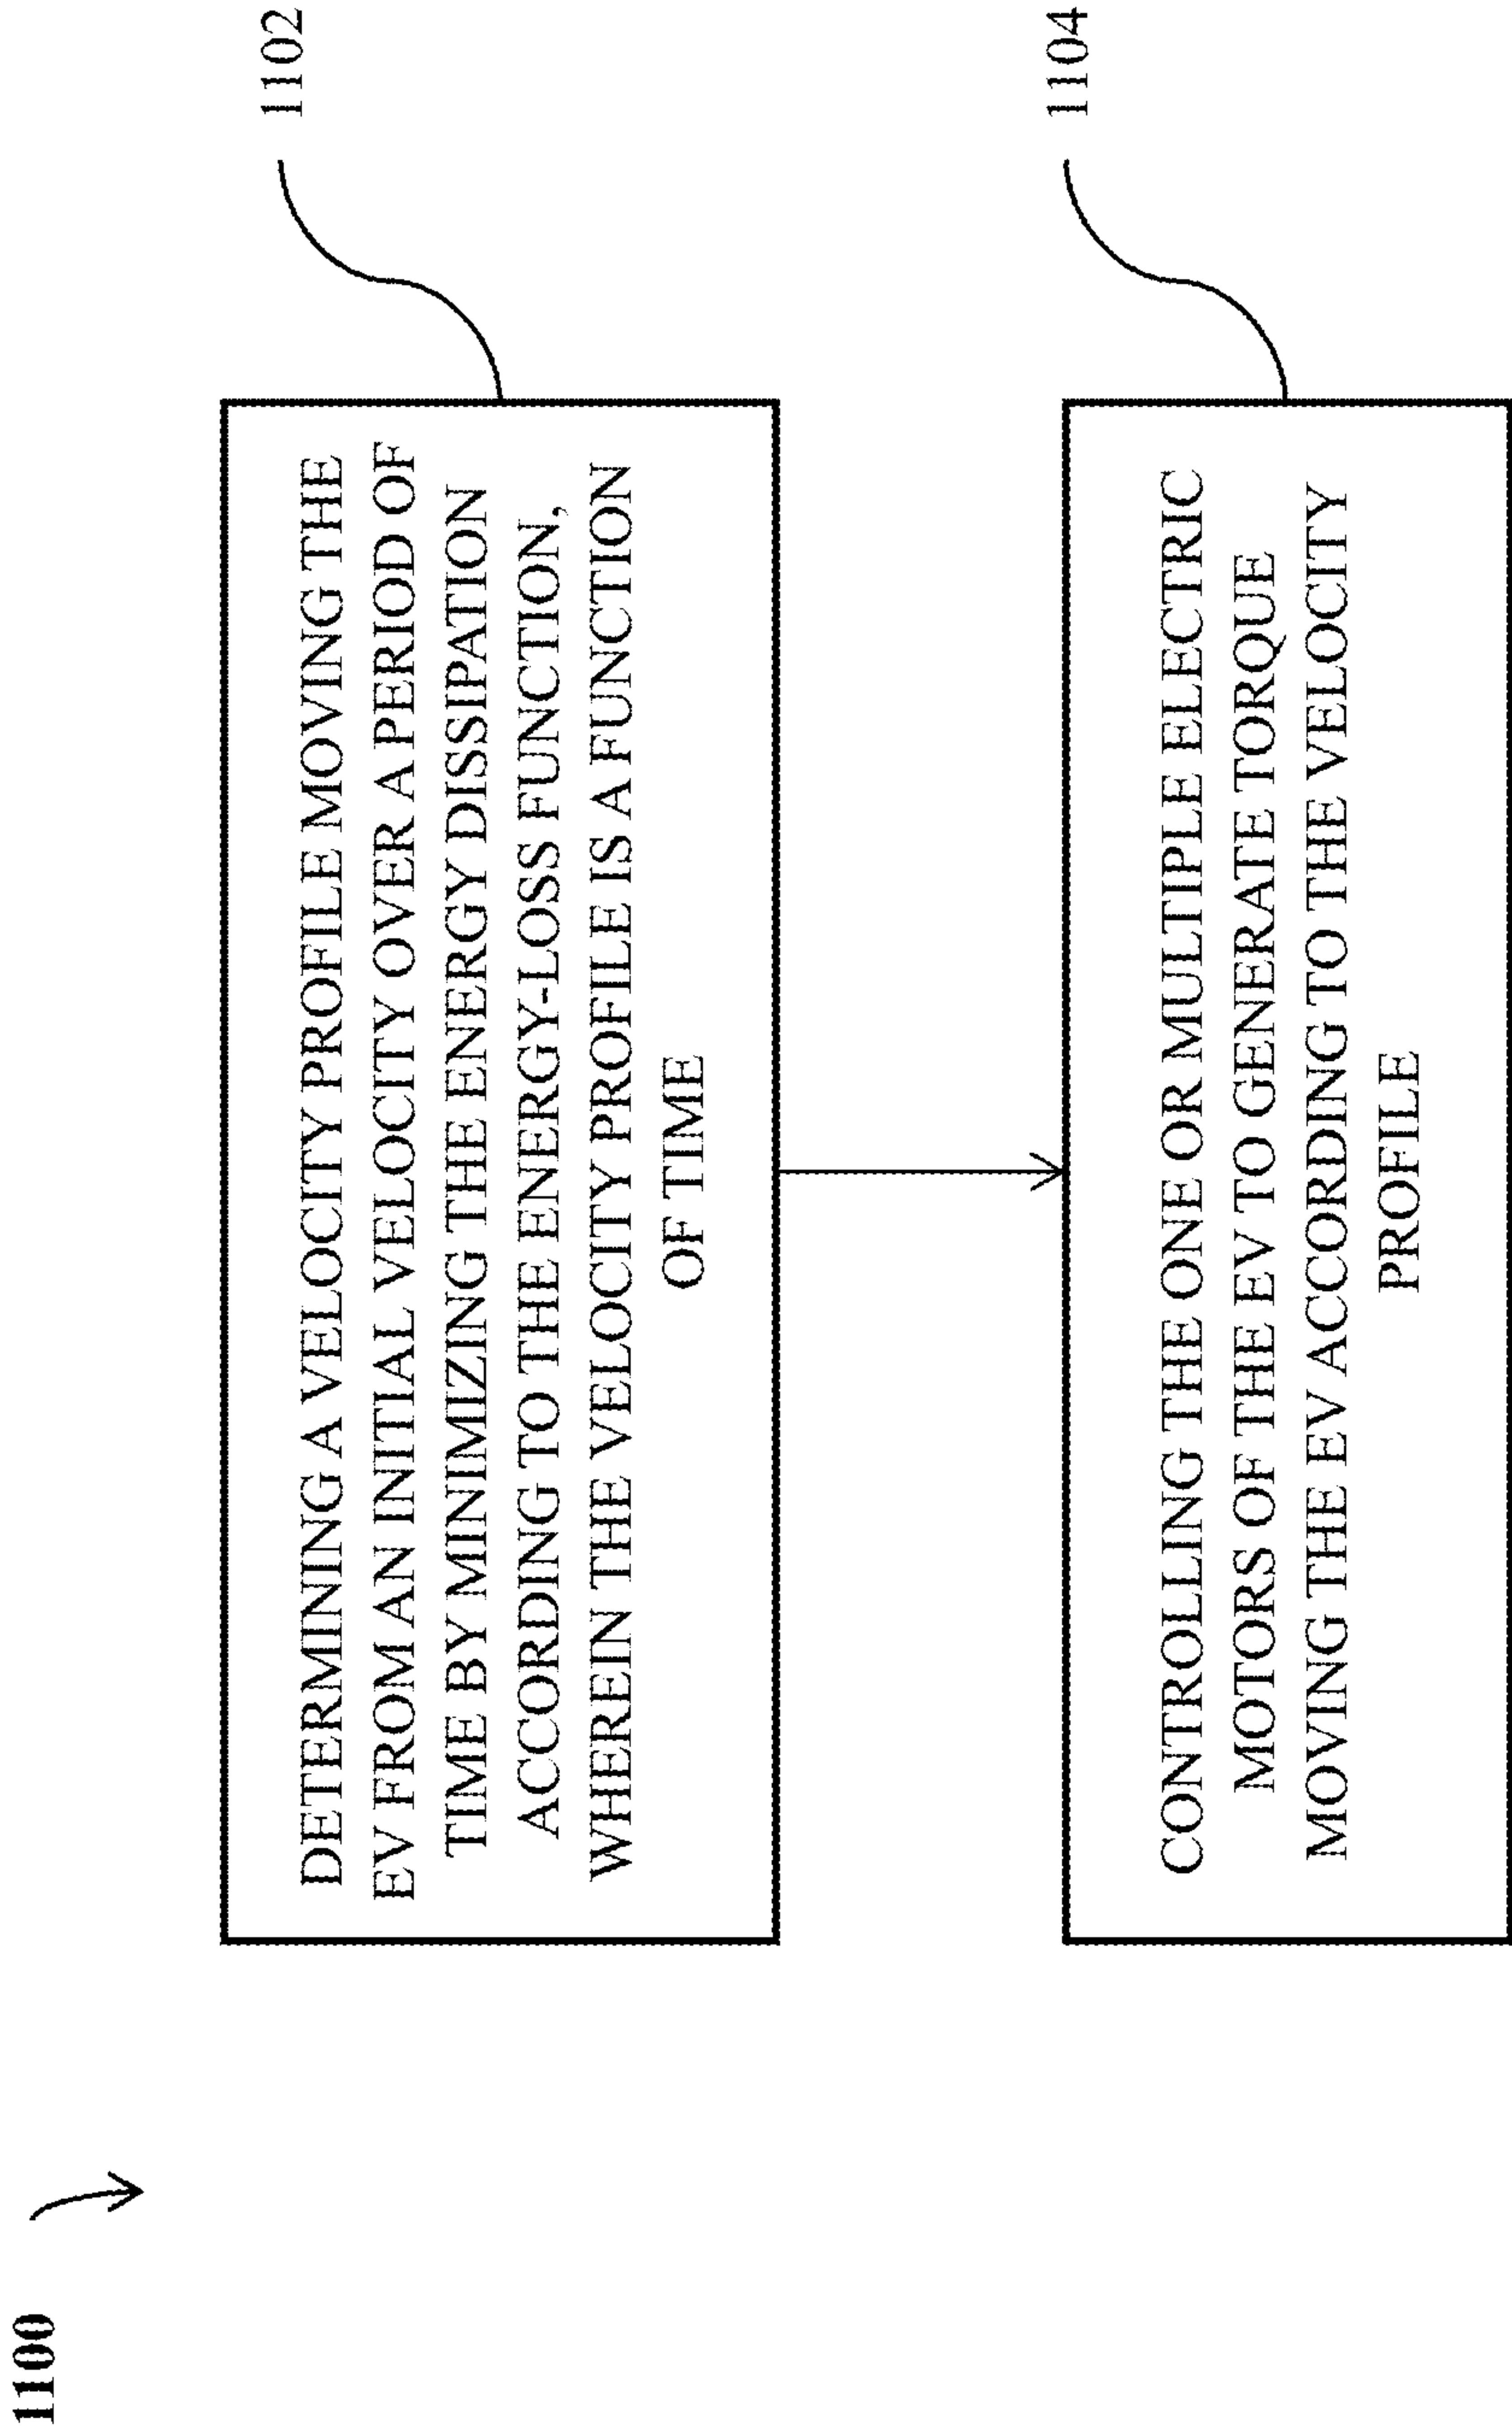 1100
DETERMINING A VELOCITY PROFILE MOVING THE
EV FROM AN INITIAL VELOCITY OVER A PERIOD OF
TIME BY MINIMIZING THE ENERGY DISSIPATION
ACCORDING TO THE ENERGY-LOSS FUNCTION,
WHEREIN THE VELOCITY PROFILE IS A FUNCTION
OF TIME
1102
CONTROLLING THE ONE OR MULTIPLE ELECTRIC
MOTORS OF THE EV TO GENERATE TORQUE
MOVING THE EV ACCORDING TO THE VELOCITY
PROFILE
1104